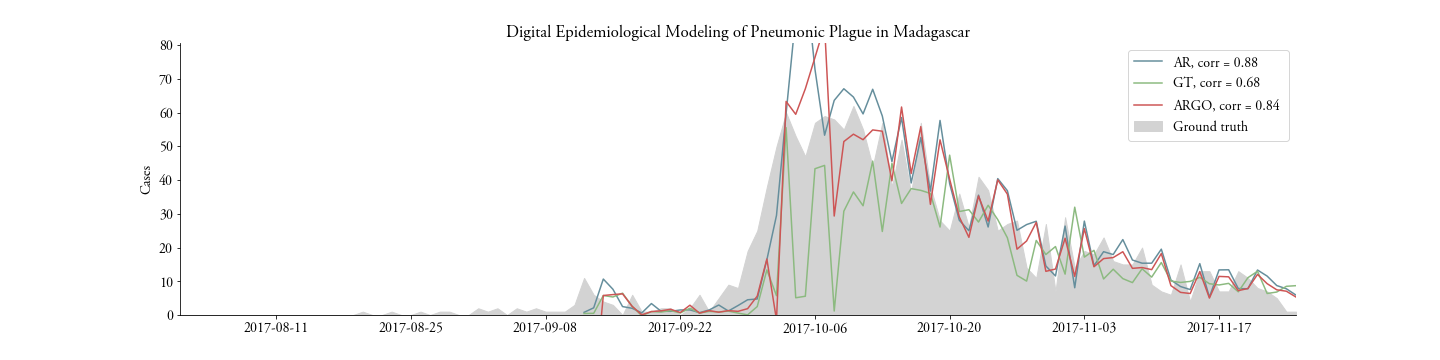 Digital Epidemiological Modeling of Pneumonic Plague in Madagascar
80
70
60
50
40
30
20
10
0
Cases
AR, corr = 0.88
GT, corr = 0.68
ARGO, corr = 0.84
Ground truth
2017-08-11 2017-08-25 2017-09-08 2017-09-22 2017-10-06 2017-10-20 2017-11-03 2017-11-17